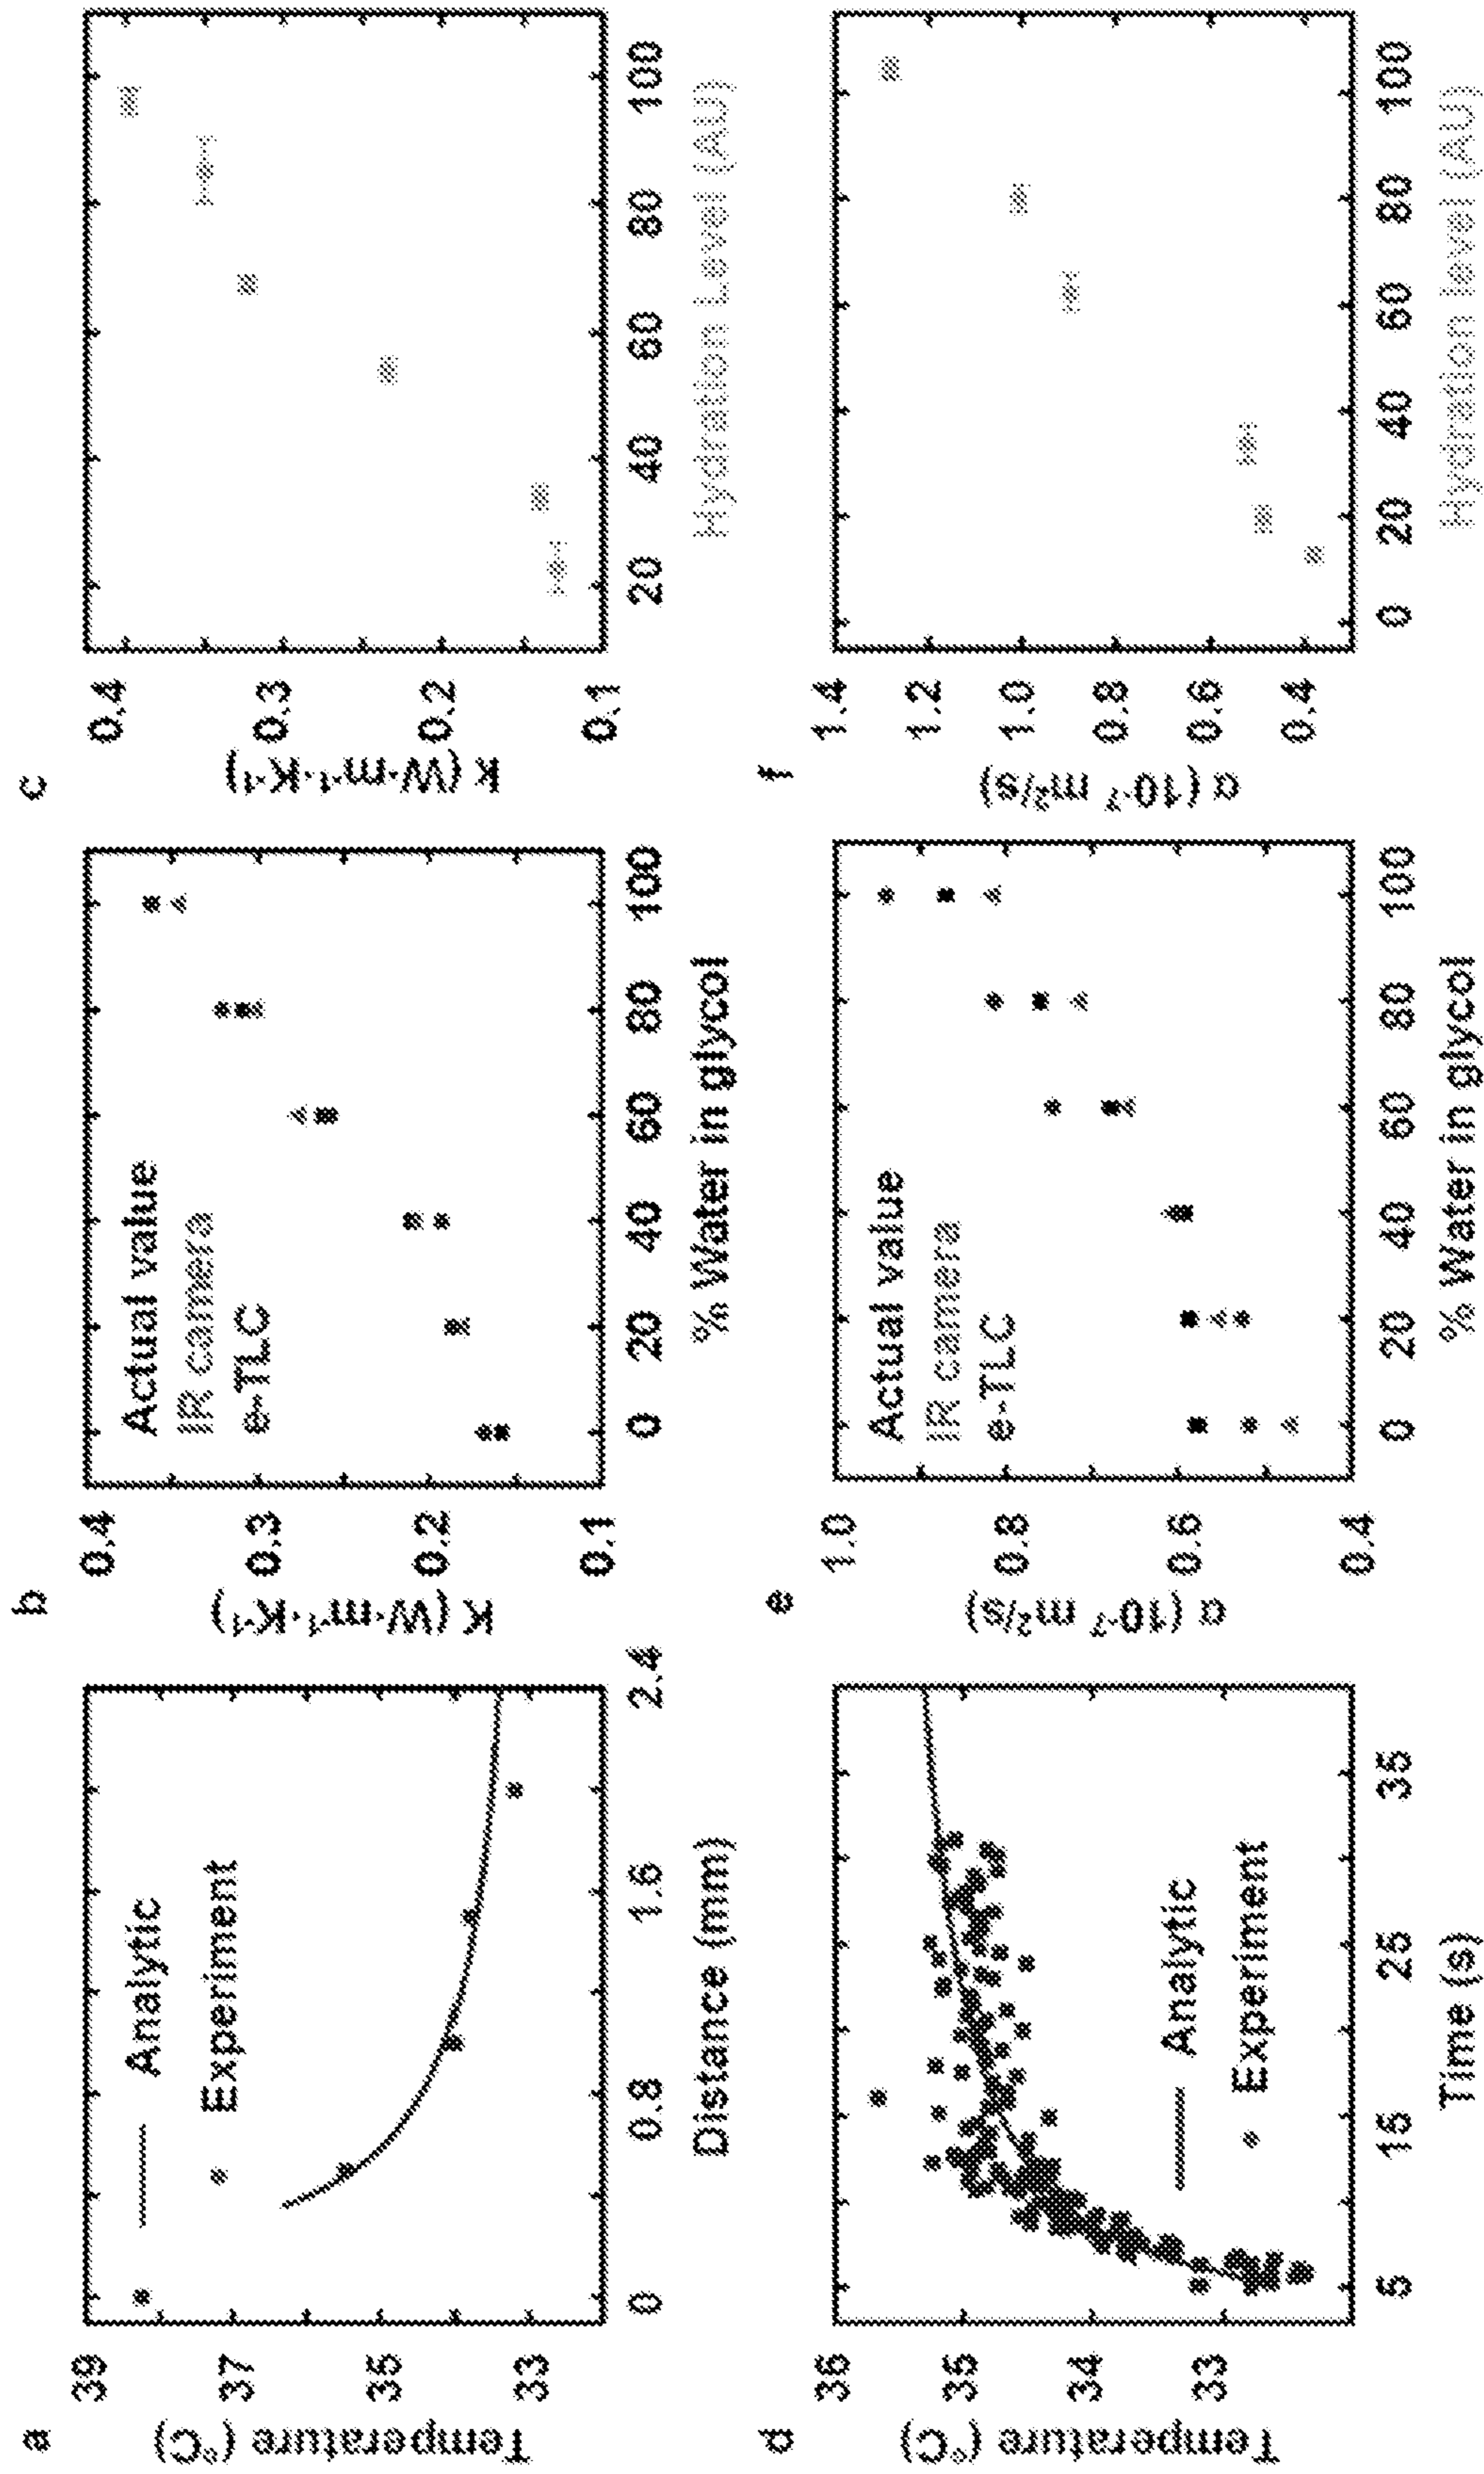 a
Temperature (°C)
39
37
35
33
Analytic
Experiment
0
0.8
1.6
2.4
Distance (mm)
b
K (W·m⁻¹·K⁻¹)
0.4
0.3
0.2
0.1
Actual value
IR camera
e-TLC
0
20
40
60
80
100
% Water in glycol
c
k (W·m⁻¹·K⁻¹)
0.4
0.3
0.2
0.1
20
40
60
80
100
Hydration Level (AU)
d
Temperature (°C)
36
35
34
33
Analytic
Experiment
5
15
25
35
Time (s)
e
α (10⁻⁷ m²/s)
1.0
0.8
0.6
0.4
Actual value
IR camera
e-TLC
0
20
40
60
80
100
% Water in glycol
f
α (10⁻⁷ m²/s)
1.4
1.2
1.0
0.8
0.6
0.4
0
20
40
60
80
100
Hydration level (AU)